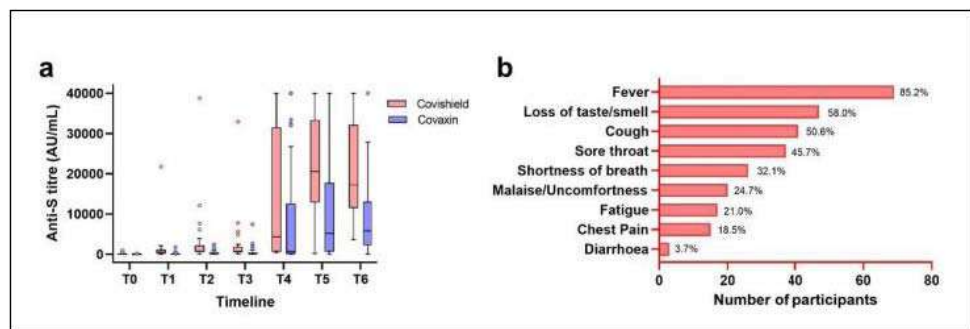 a
Anti-S titre (AU/mL)
40000
30000
20000
10000
0
T0 T1 T2 T3 T4 T5 T6
Timeline
Covishield
Covaxin
b
Fever 85.2%
Loss of taste/smell 58.0%
Cough 50.6%
Sore throat 45.7%
Shortness of breath 32.1%
Malaise/Uncomfortness 24.7%
Fatigue 21.0%
Chest Pain 18.5%
Diarrhoea 3.7%
0 20 40 60 80
Number of participants